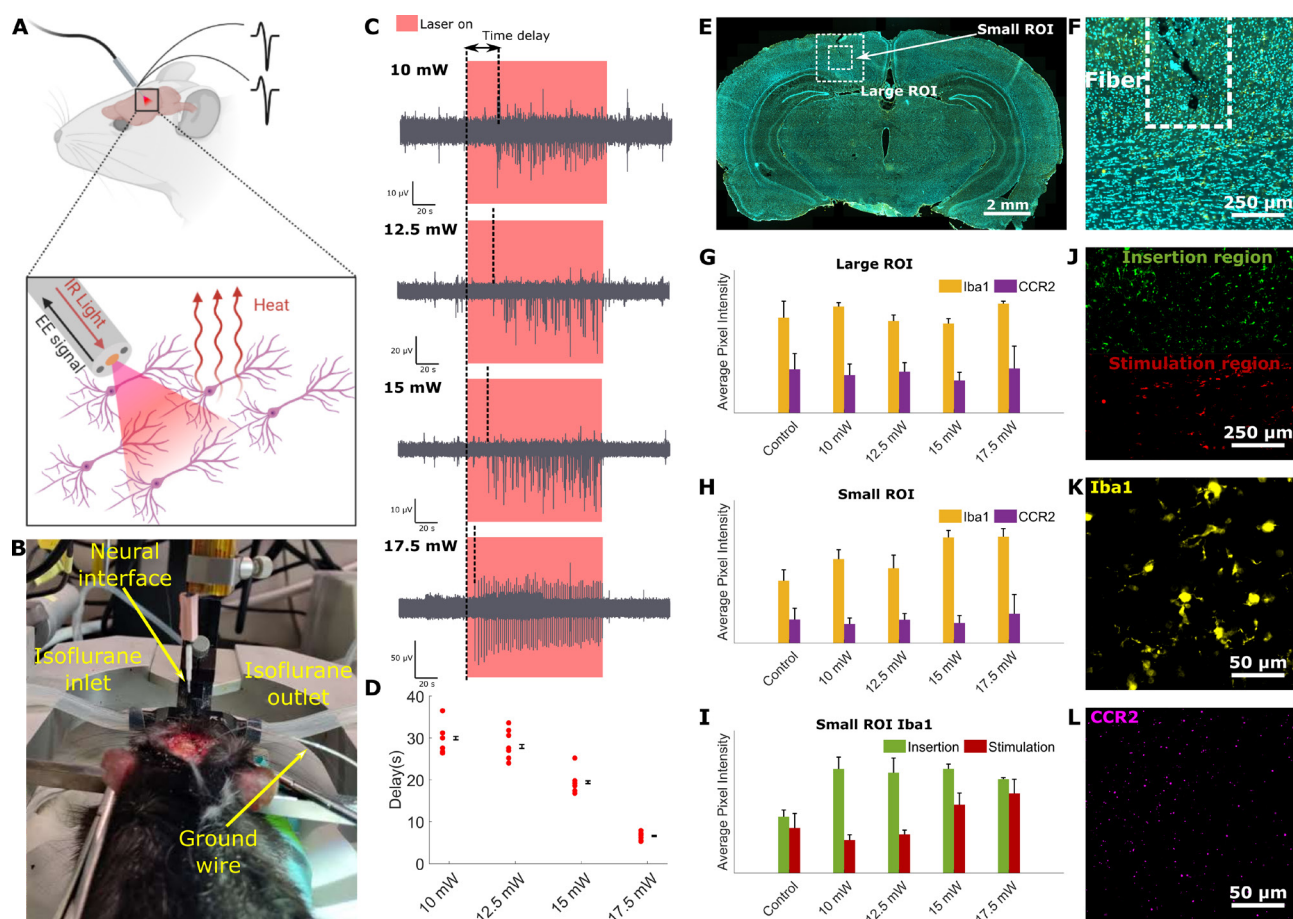 A
IR Light
EE signal
Heat
B
Neural
interface
Isoflurane
inlet
Isoflurane
outlet
Ground
wire
C
Laser on
Time delay
10 mW
10 µV
20 s
12.5 mW
20 µV
20 s
15 mW
10 µV
20 s
17.5 mW
50 µV
20 s
D
Delay(s)
40
30
20
10
0
10 mW
12.5 mW
15 mW
17.5 mW
E
Small ROI
Large ROI
2 mm
F
Fiber
250 µm
G
Large ROI
Iba1
CCR2
Average Pixel Intensity
Control
10 mW
12.5 mW
15 mW
17.5 mW
H
Small ROI
Iba1
CCR2
Average Pixel Intensity
Control
10 mW
12.5 mW
15 mW
17.5 mW
I
Small ROI Iba1
Insertion
Stimulation
Average Pixel Intensity
Control
10 mW
12.5 mW
15 mW
17.5 mW
J
Insertion region
Stimulation region
250 µm
K
Iba1
50 µm
L
CCR2
50 µm